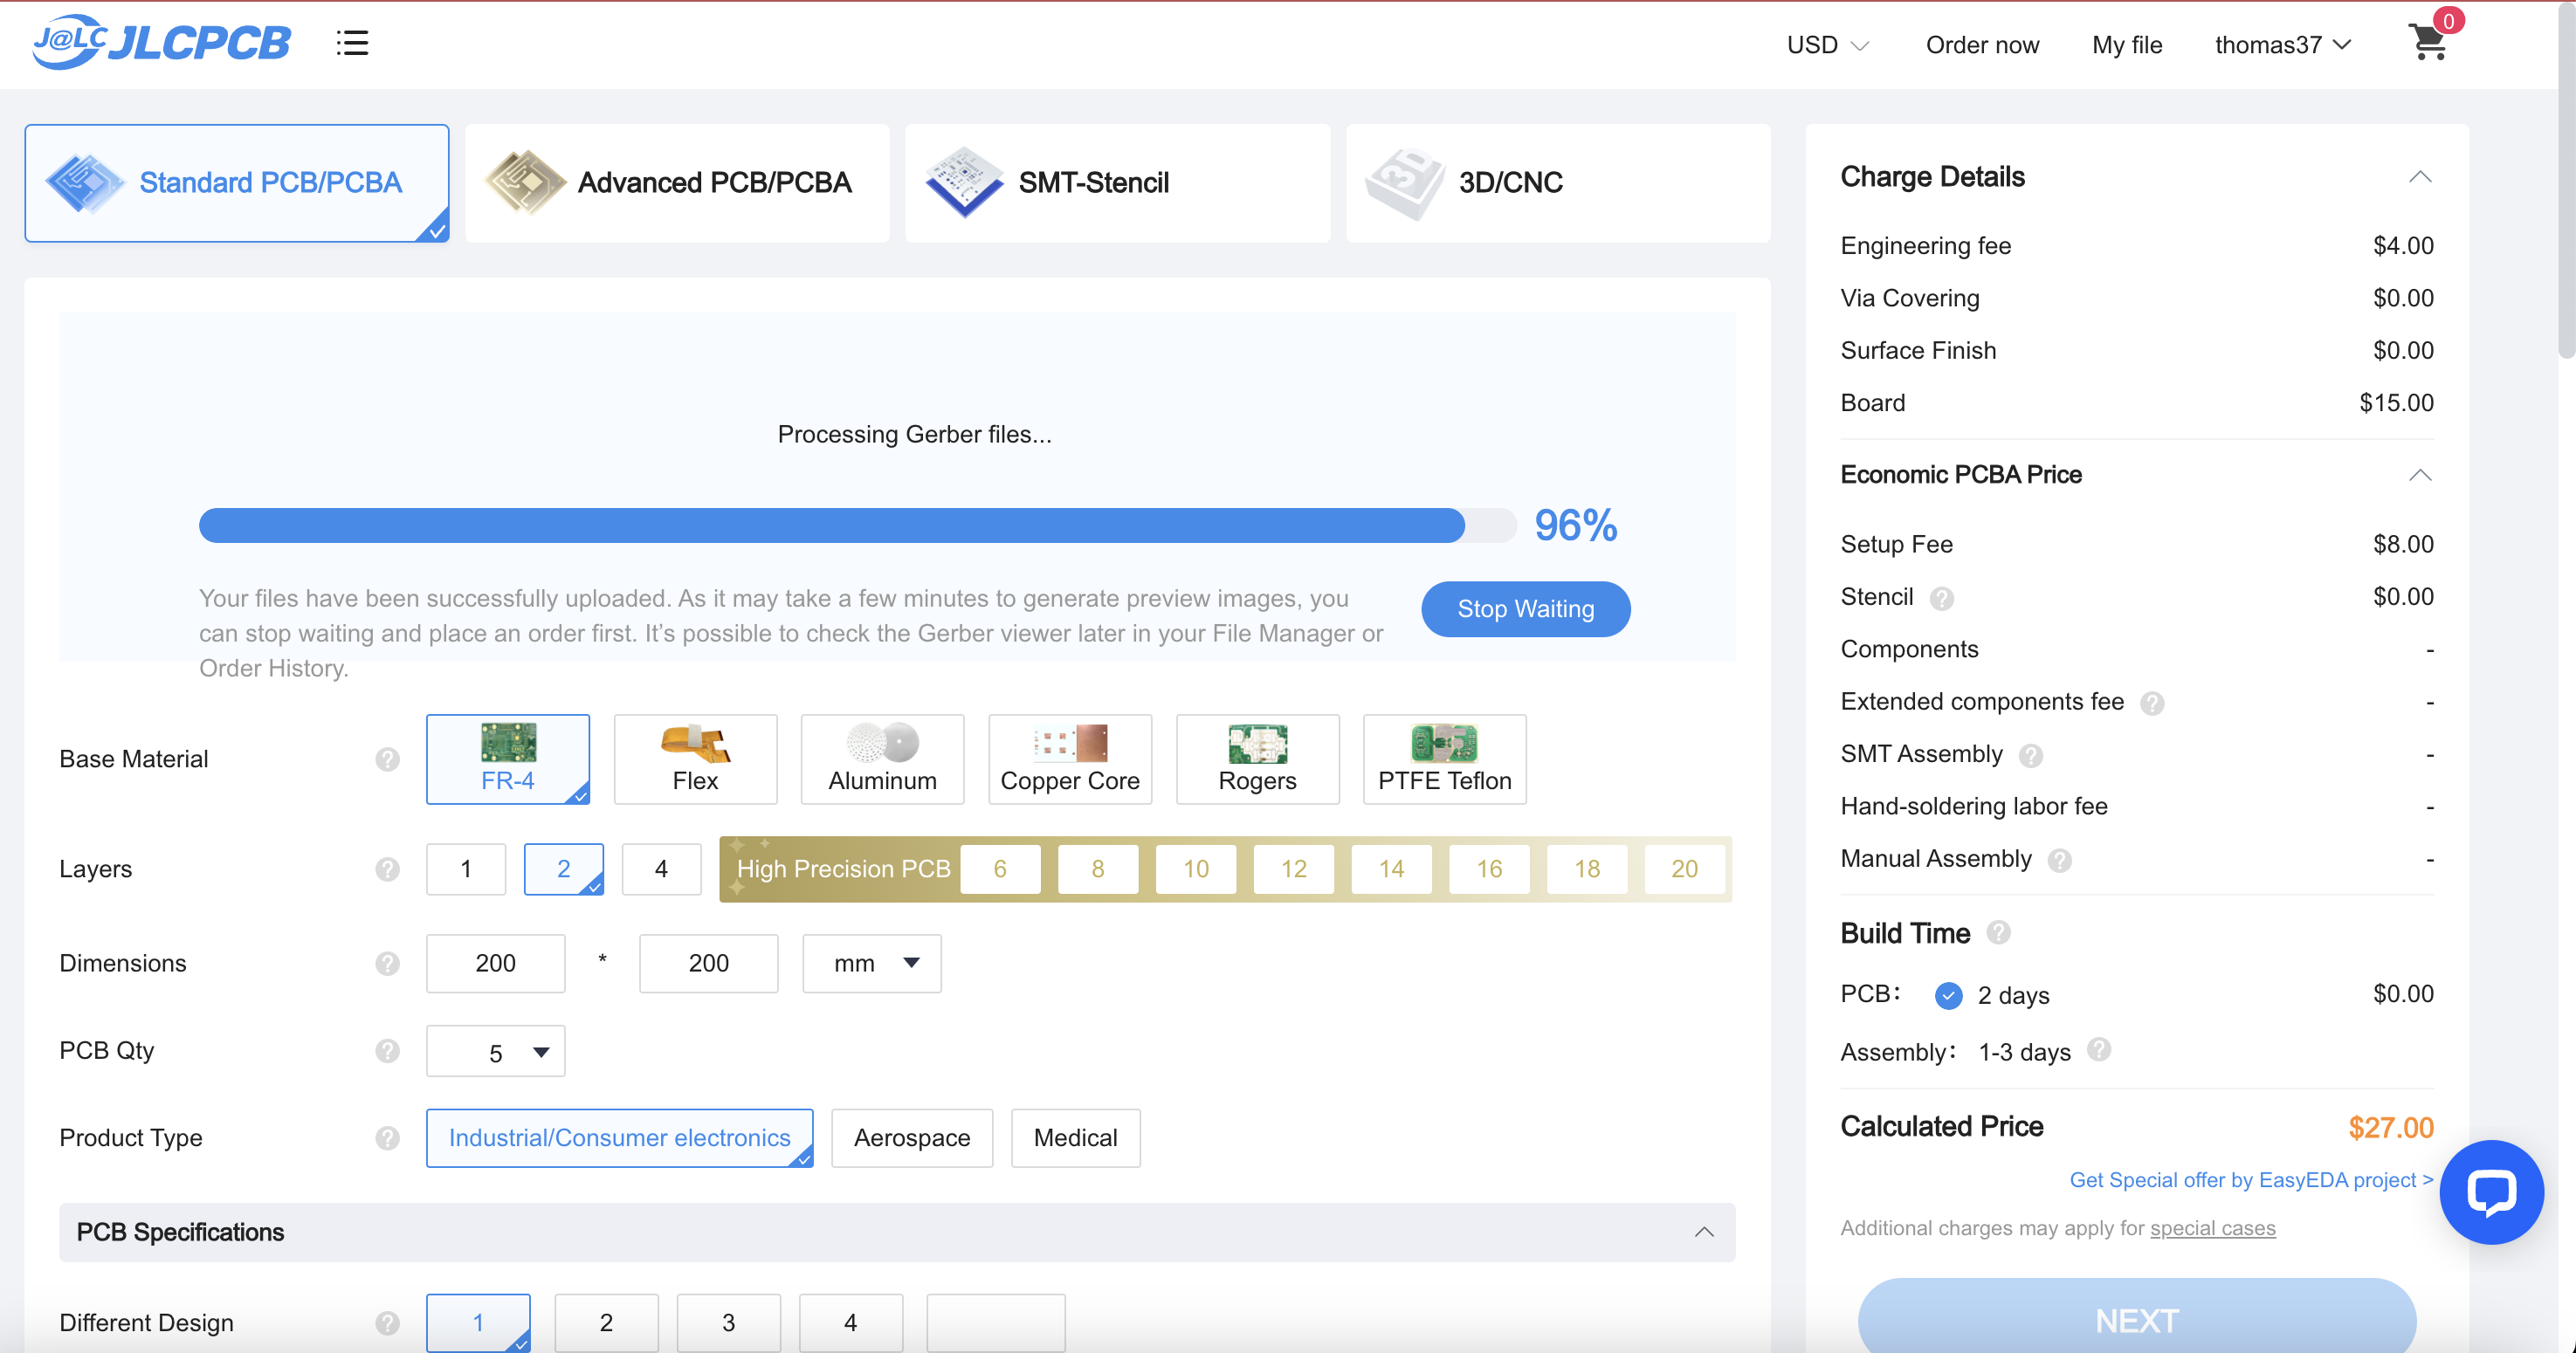 J@LC JLCPCB
USD
Order now
My file
thomas37
0
Standard PCB/PCBA
Advanced PCB/PCBA
SMT-Stencil
3D
3D/CNC
Processing Gerber files...
96%
Your files have been successfully uploaded. As it may take a few minutes to generate preview images, you
can stop waiting and place an order first. It’s possible to check the Gerber viewer later in your File Manager or
Order History.
Stop Waiting
Base Material
?
FR-4
Flex
Aluminum
Copper Core
Rogers
PTFE Teflon
Layers
?
1
2
4
High Precision PCB
6
8
10
12
14
16
18
20
Dimensions
?
200
*
200
mm
PCB Qty
?
5
Product Type
?
Industrial/Consumer electronics
Aerospace
Medical
PCB Specifications
Different Design
?
1
2
3
4
Charge Details
Engineering fee $4.00
Via Covering $0.00
Surface Finish $0.00
Board $15.00
Economic PCBA Price
Setup Fee $8.00
Stencil ? $0.00
Components -
Extended components fee ? -
SMT Assembly ? -
Hand-soldering labor fee -
Manual Assembly ? -
Build Time ?
PCB： 2 days $0.00
Assembly： 1-3 days ?
Calculated Price $27.00
Get Special offer by EasyEDA project >
Additional charges may apply for special cases
NEXT